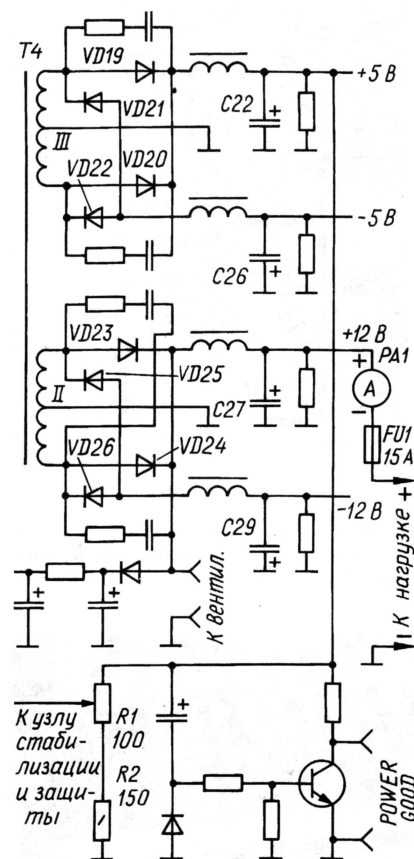 T4
VD19
VD21
C22
+5 В
III
VD22
VD20
-5 В
C26
VD23
+12 В
PA1
II
VD25
C27
A
VD24
FU1
15 А
VD26
-12 В
C29
К вентил.
- К нагрузке +
К узлу
стаби-
лизации
и защи-
ты
R1
100
R2
150
POWER
GOOD